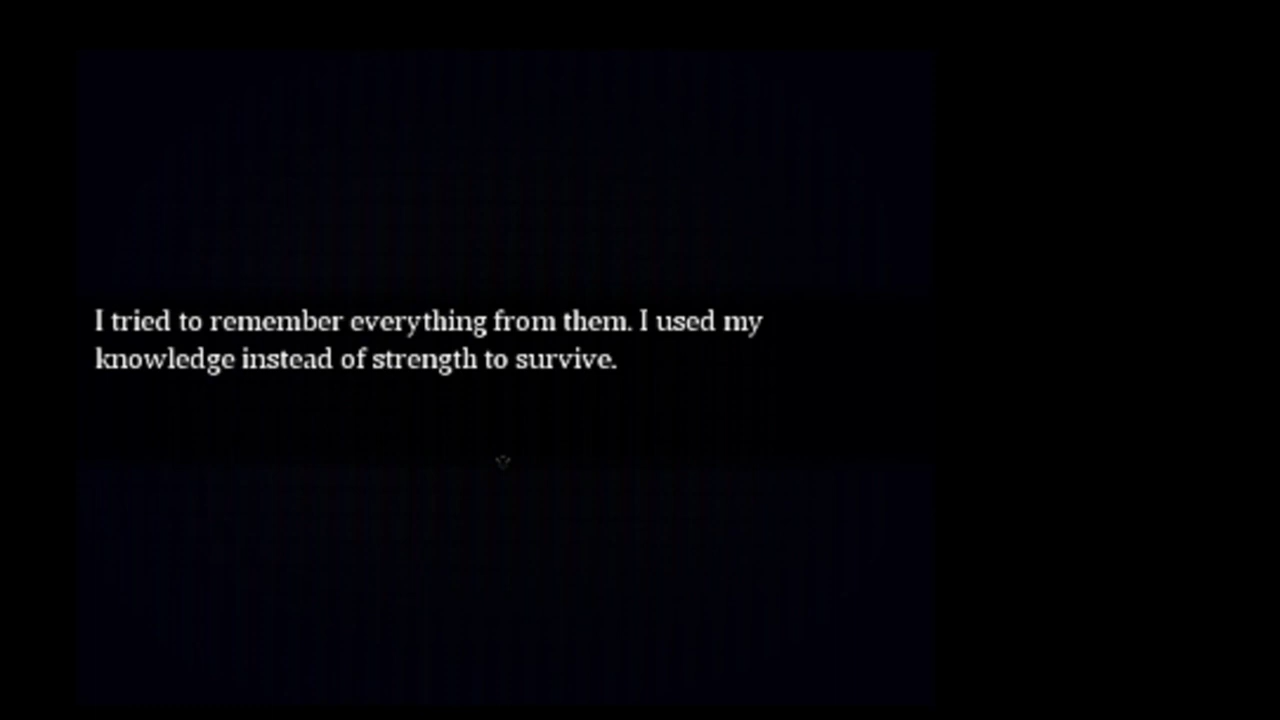 I tried to remember everything from them. I used my
knowledge instead of strength to survive.